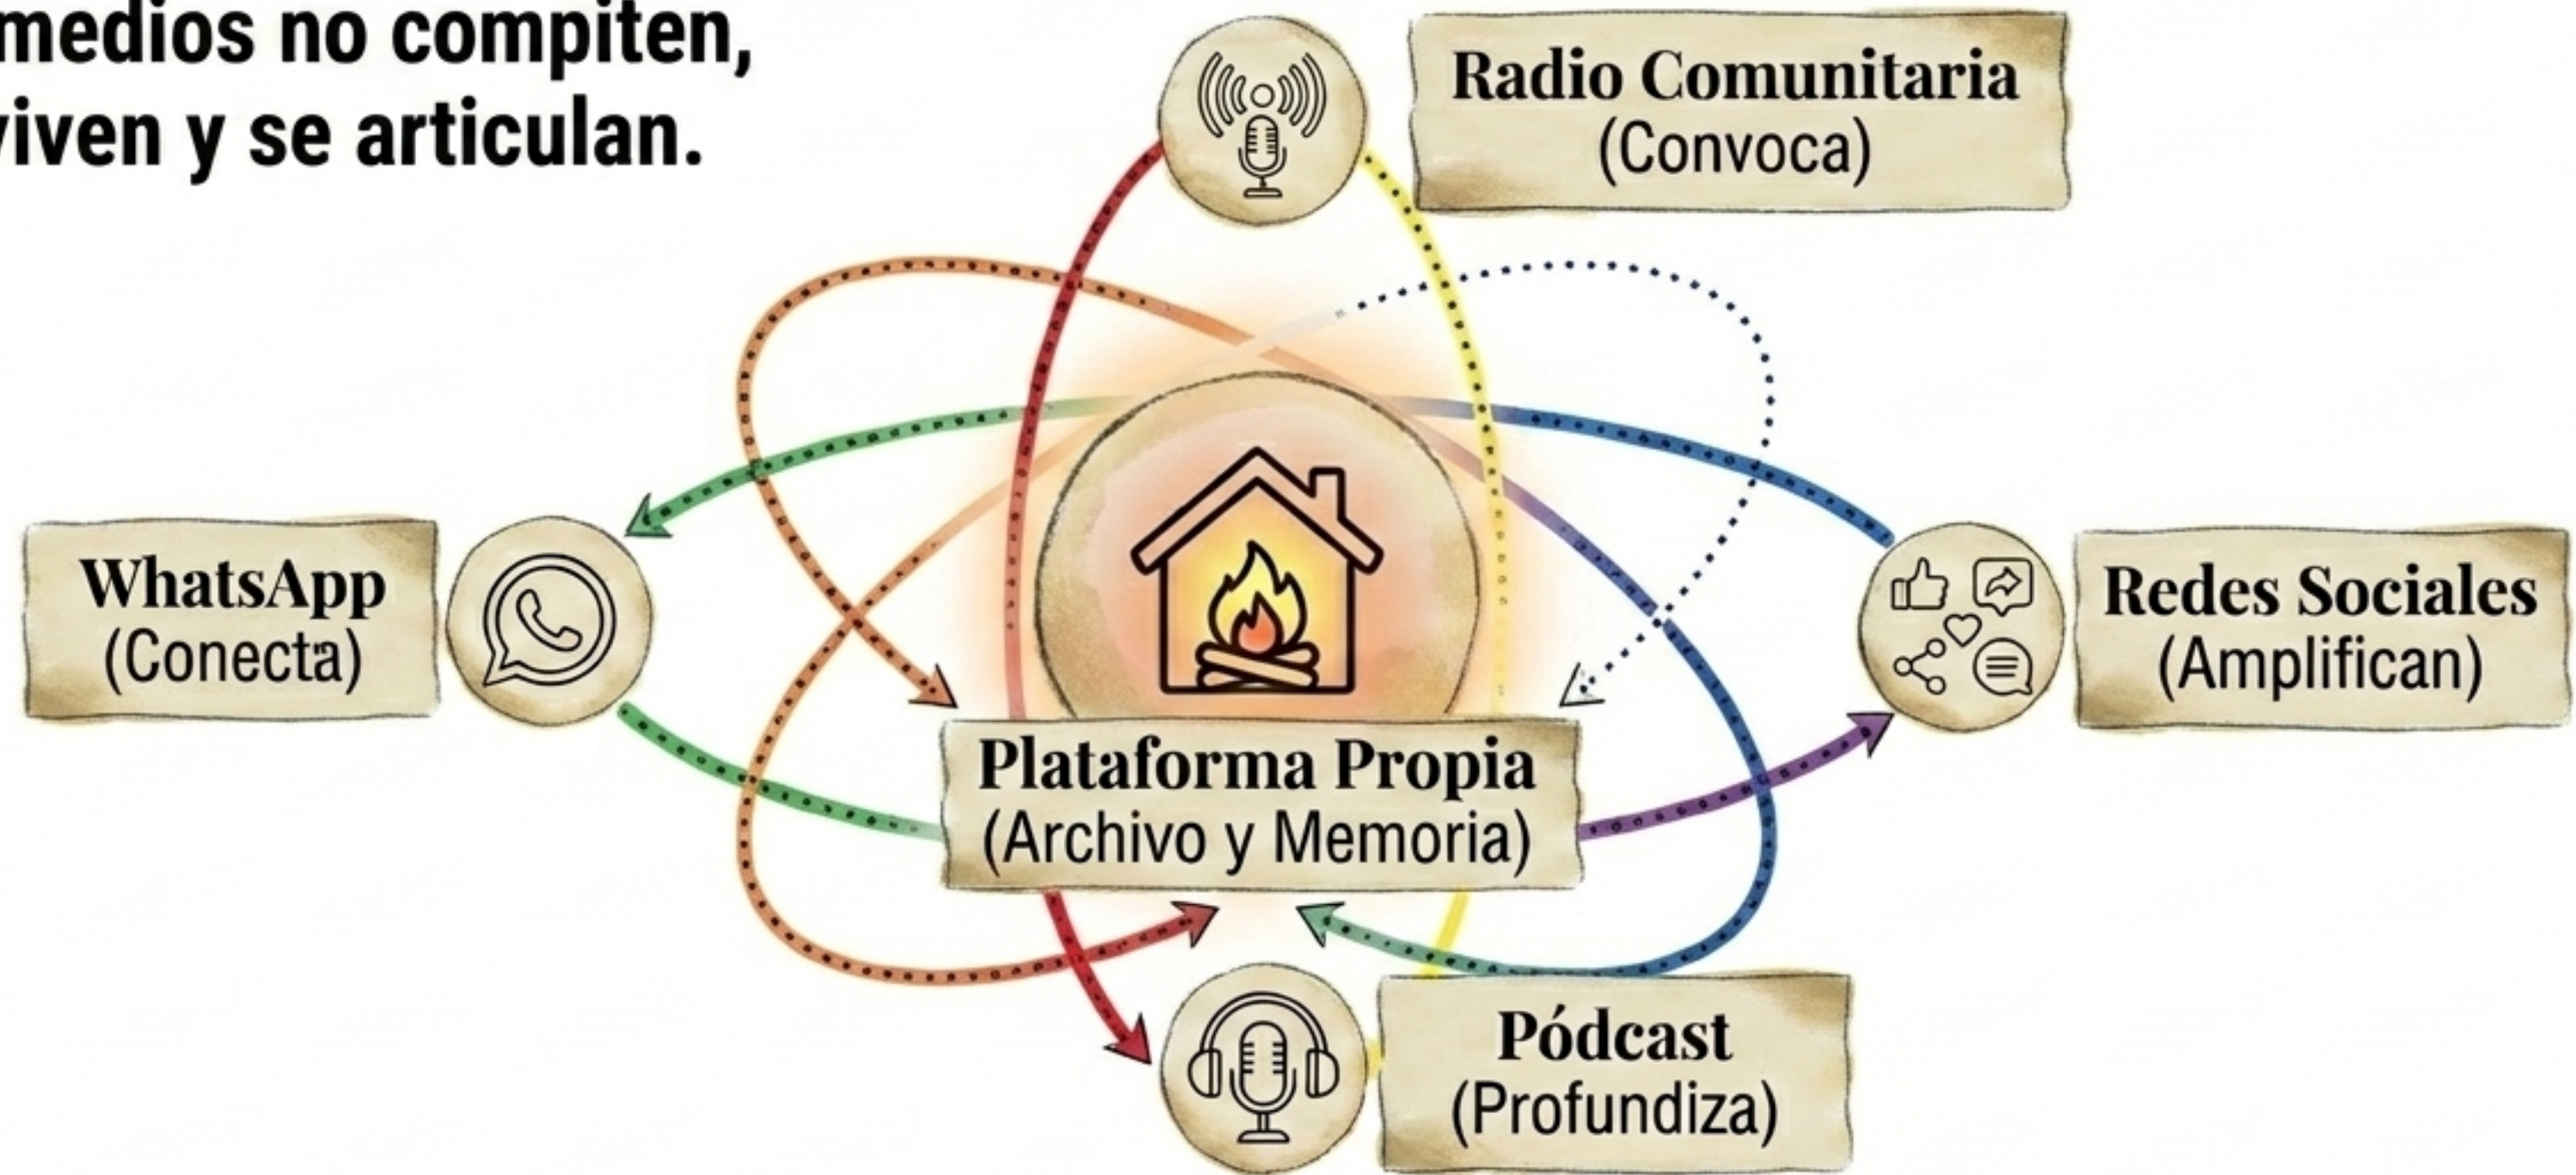 medios no compiten,
viven y se articulan.
Radio Comunitaria
(Convoca)
WhatsApp
(Conecta)
Redes Sociales
(Amplifican)
Plataforma Propia
(Archivo y Memoria)
Pódcast
(Profundiza)